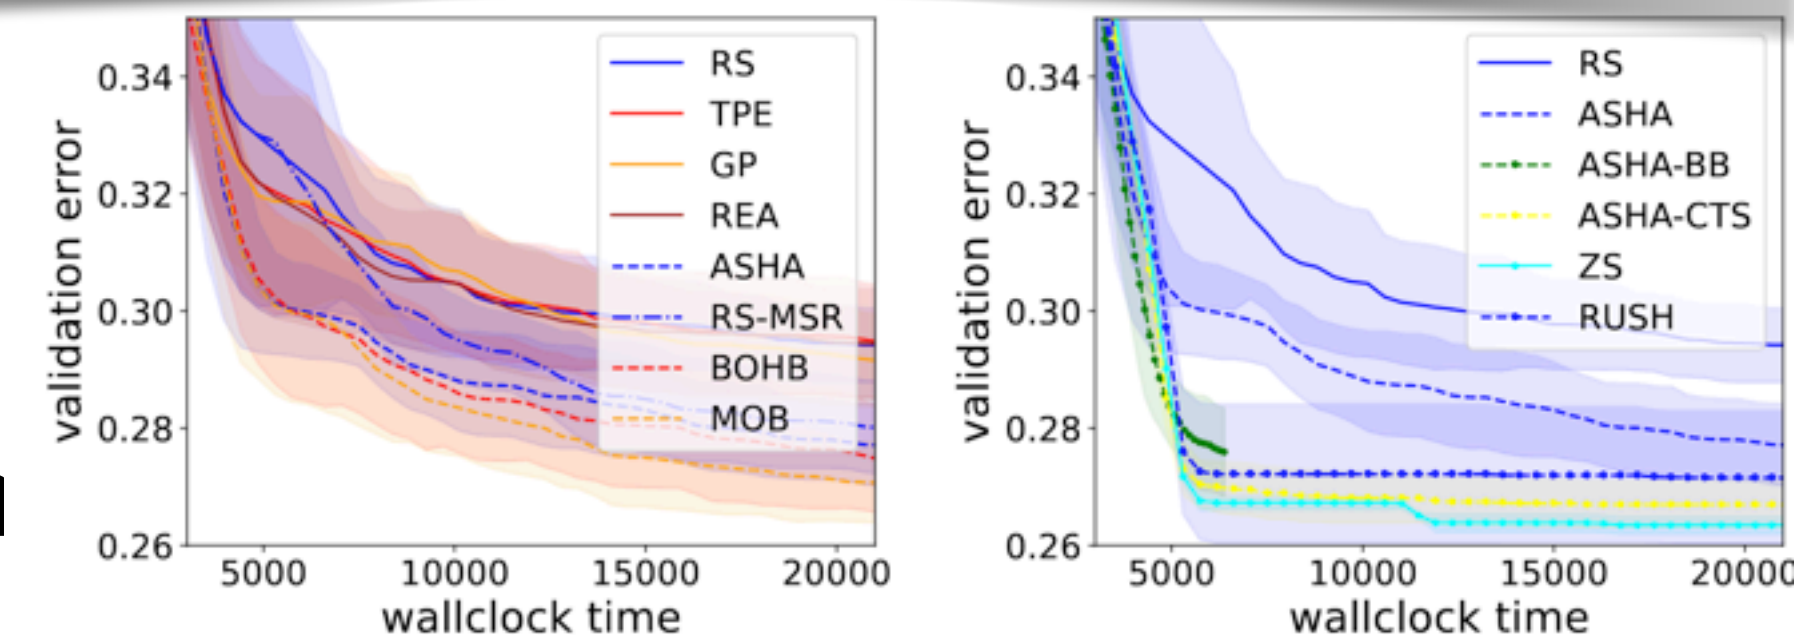 0.34
0.32
0.30
0.28
0.26
validation error
5000
10000
15000
20000
wallclock time
RS
TPE
GP
REA
ASHA
RS-MSR
BOHB
MOB
0.34
0.32
0.30
0.28
0.26
validation error
5000
10000
15000
20000
wallclock time
RS
ASHA
ASHA-BB
ASHA-CTS
ZS
RUSH